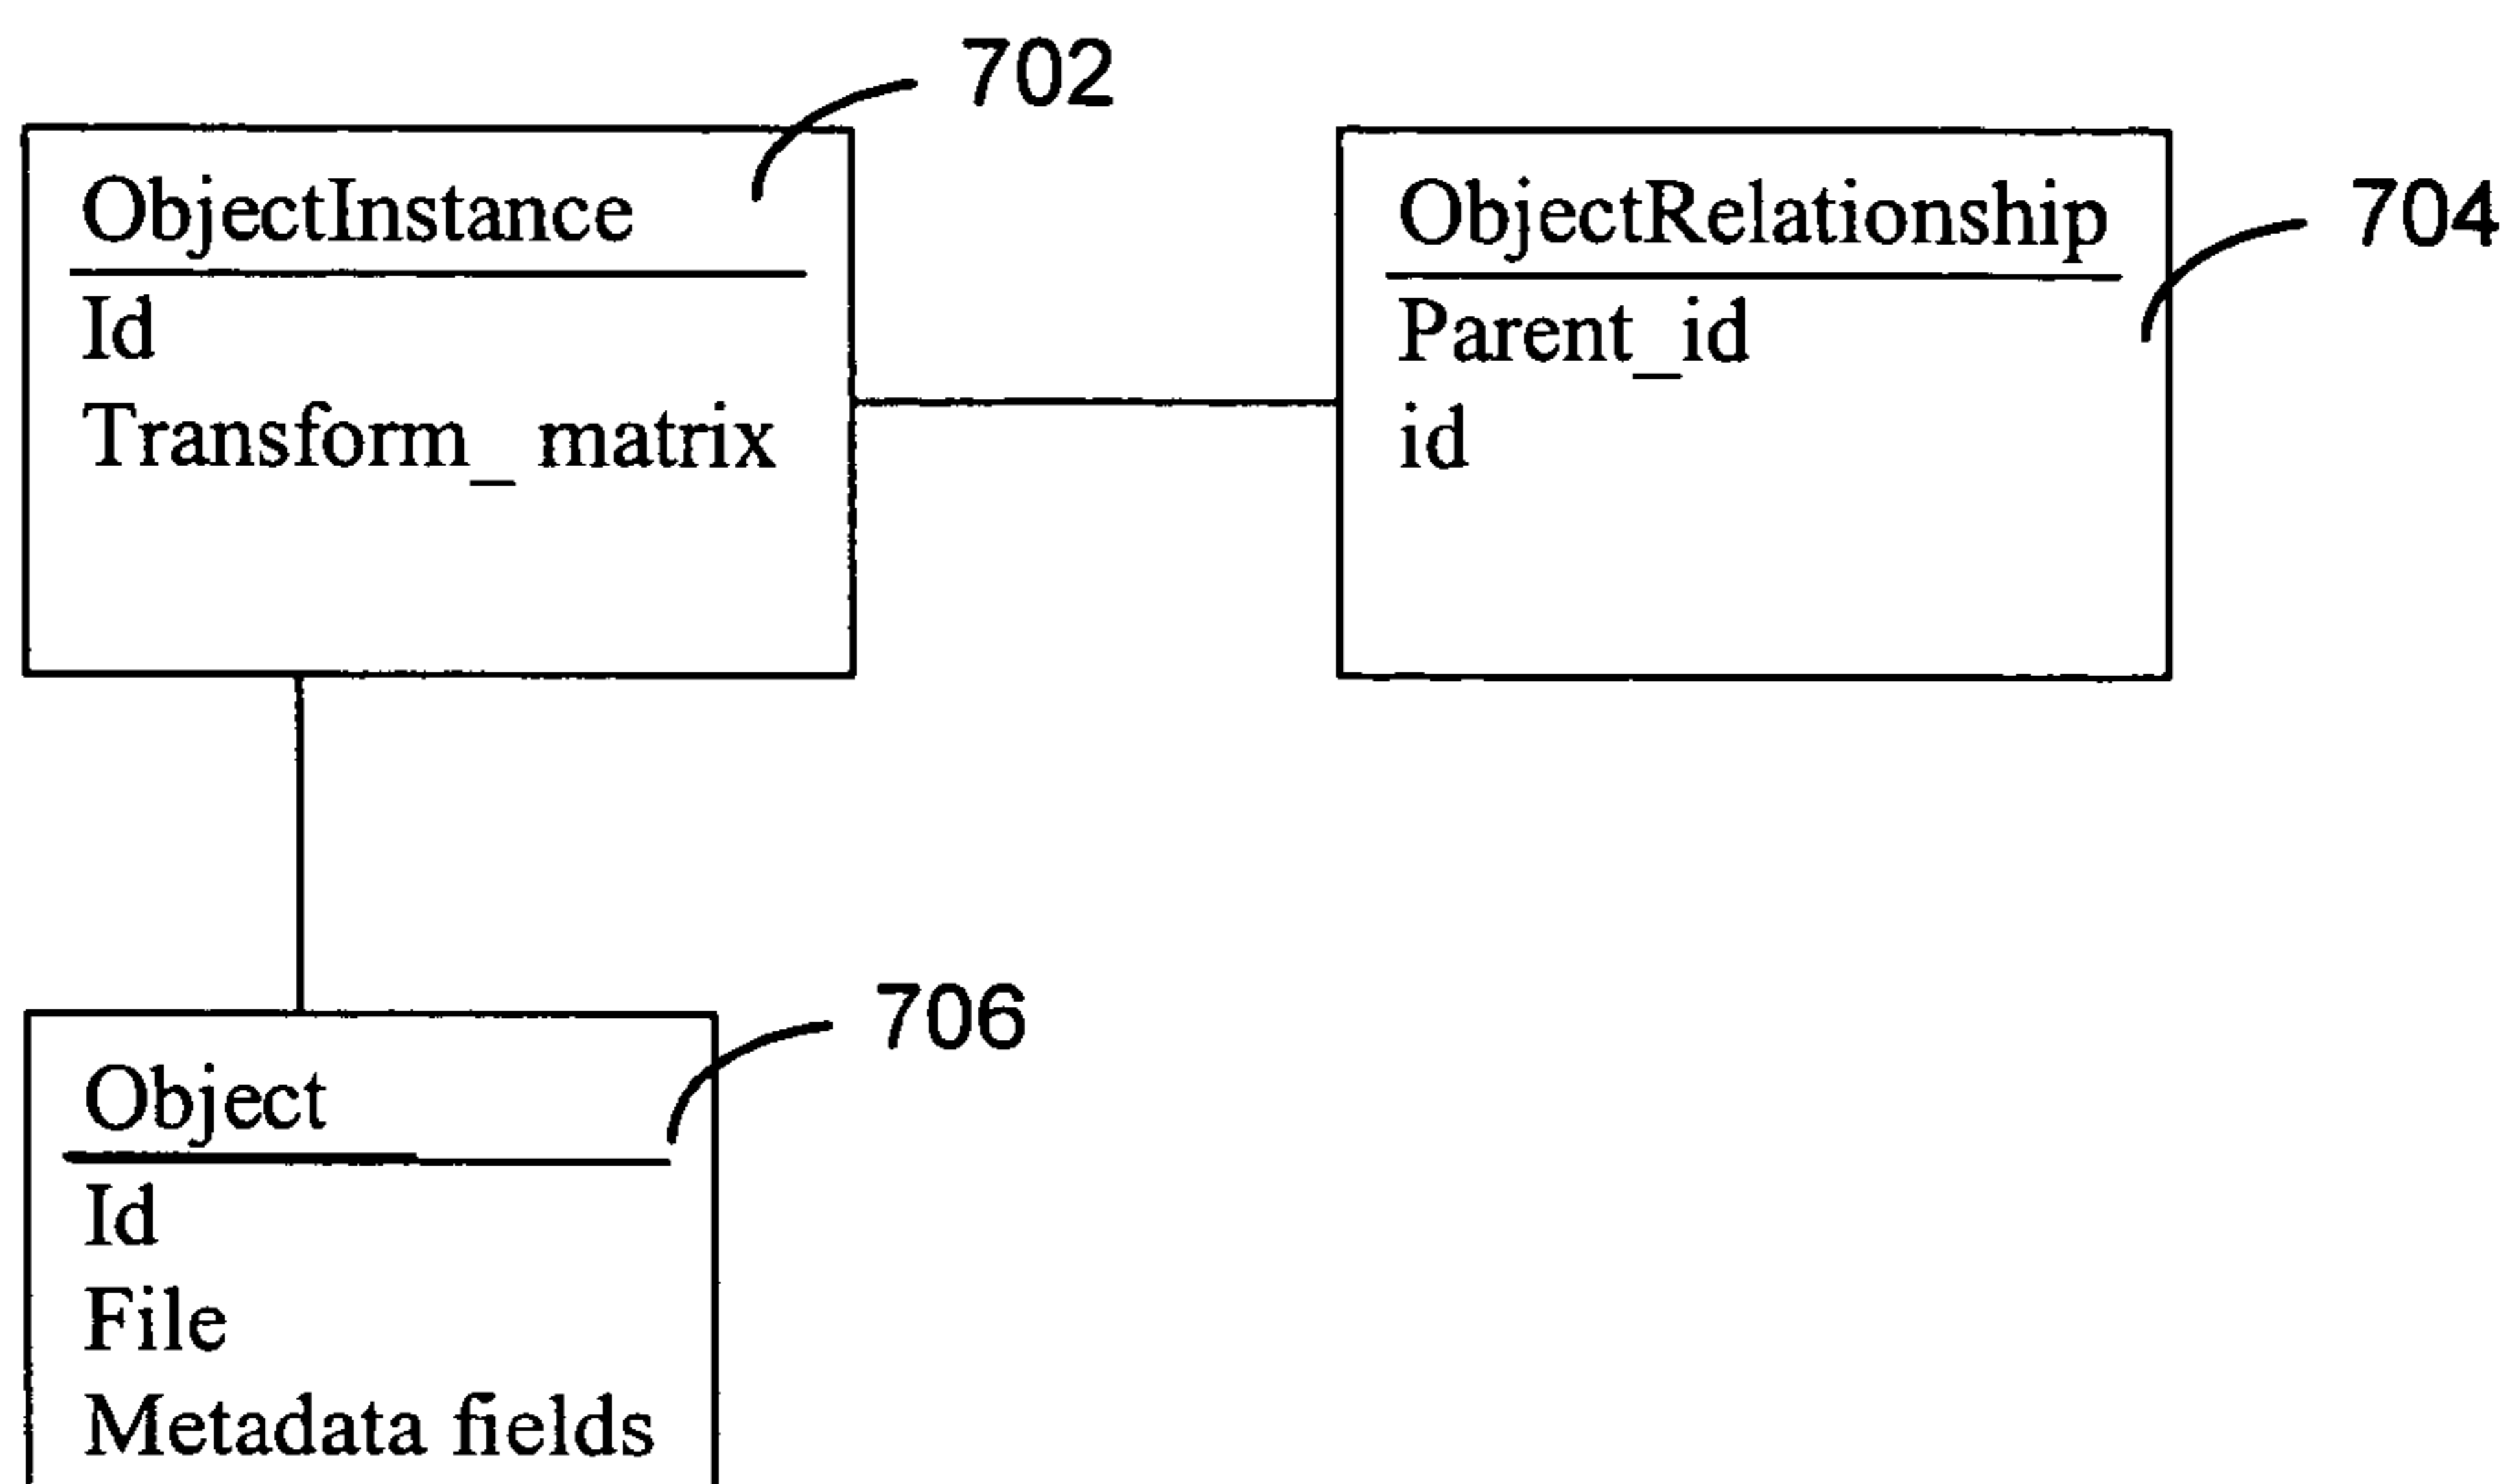 702
ObjectInstance
Id
Transform_ matrix
ObjectRelationship
704
Parent_id
id
706
Object
Id
File
Metadata fields